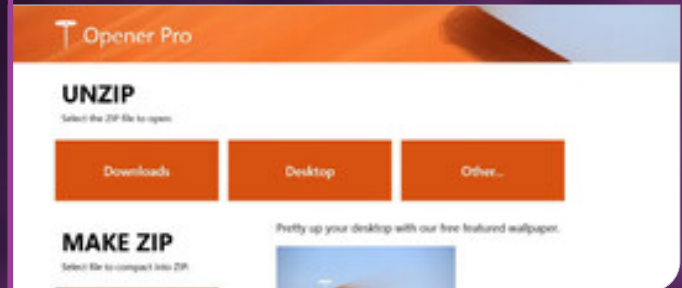 Opener Pro
UNZIP
Select the ZIP file to open:
Downloads
Desktop
Other...
Pretty up your desktop with our free featured wallpaper.
MAKE ZIP
Select file to compact into ZIP: